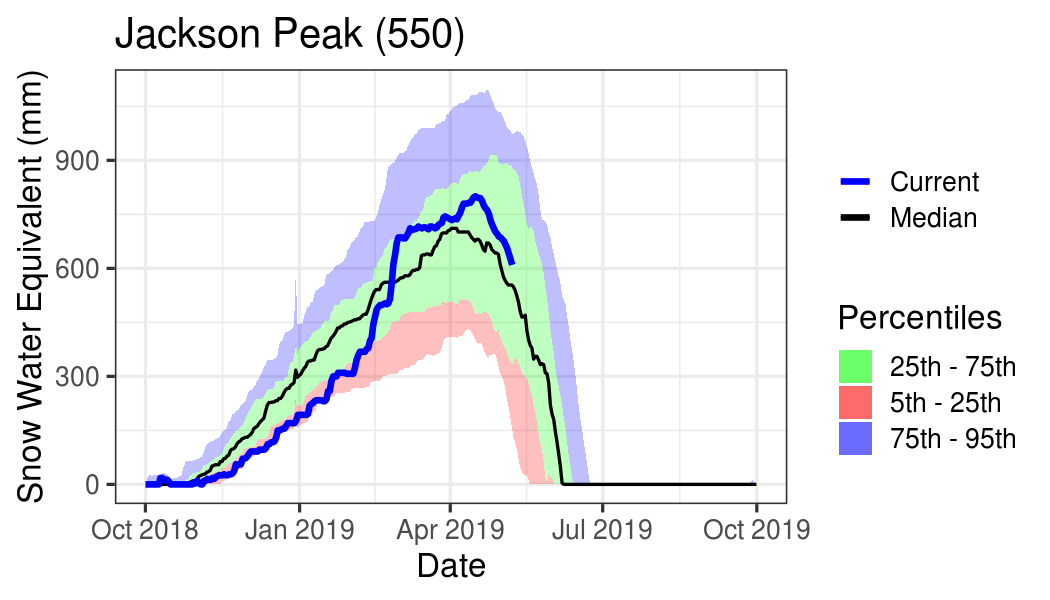 Jackson Peak (550)
Snow Water Equivalent (mm)
900
600
300
0
Oct 2018
Jan 2019
Apr 2019
Jul 2019
Oct 2019
Date
Current
Median
Percentiles
25th - 75th
5th - 25th
75th - 95th